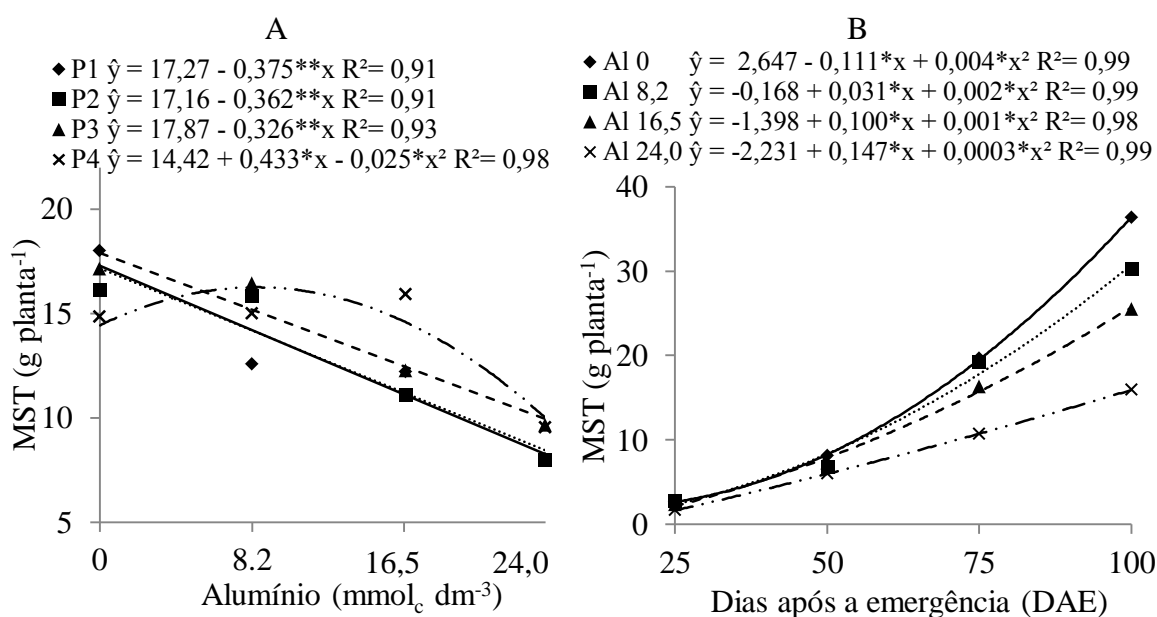 A
◆ P1 ŷ = 17,27 - 0,375**x R²= 0,91
■ P2 ŷ = 17,16 - 0,362**x R²= 0,91
▲ P3 ŷ = 17,87 - 0,326**x R²= 0,93
× P4 ŷ = 14,42 + 0,433*x - 0,025*x² R²= 0,98
20
15
10
5
MST (g planta⁻¹)
0 8.2 16,5 24,0
Alumínio (mmol_c dm⁻³)
B
◆ Al 0 ŷ = 2,647 - 0,111*x + 0,004*x² R²= 0,99
■ Al 8,2 ŷ = -0,168 + 0,031*x + 0,002*x² R²= 0,99
▲ Al 16,5 ŷ = -1,398 + 0,100*x + 0,001*x² R²= 0,98
× Al 24,0 ŷ = -2,231 + 0,147*x + 0,0003*x² R²= 0,99
40
30
20
10
0
MST (g planta⁻¹)
25 50 75 100
Dias após a emergência (DAE)